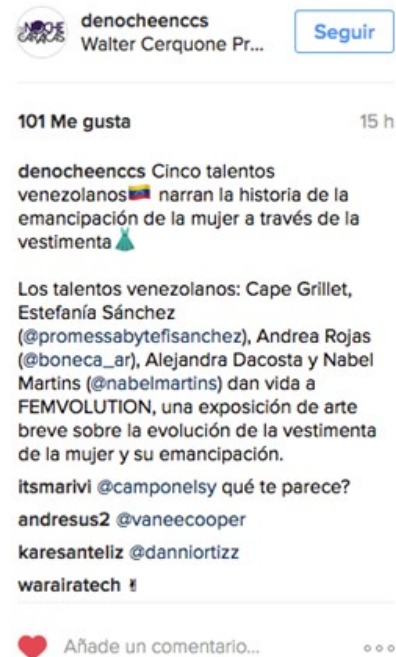 NOCHE
CARACAS
denocheenccs
Walter Cerquone Pr...
Seguir
101 Me gusta
15 h
denocheenccs Cinco talentos
venezolanos🇻🇪 narran la historia de la
emancipación de la mujer a través de la
vestimenta👗
Los talentos venezolanos: Cape Grillet,
Estefanía Sánchez
(@promessabytefisanchez), Andrea Rojas
(@boneca_ar), Alejandra Dacosta y Nabel
Martins (@nabelmartins) dan vida a
FEMVOLUTION, una exposición de arte
breve sobre la evolución de la vestimenta
de la mujer y su emancipación.
itsmarivi @camponelsy qué te parece?
andresus2 @vaneecooper
karesanteliz @danniortizz
warairatech ✌
Añade un comentario...